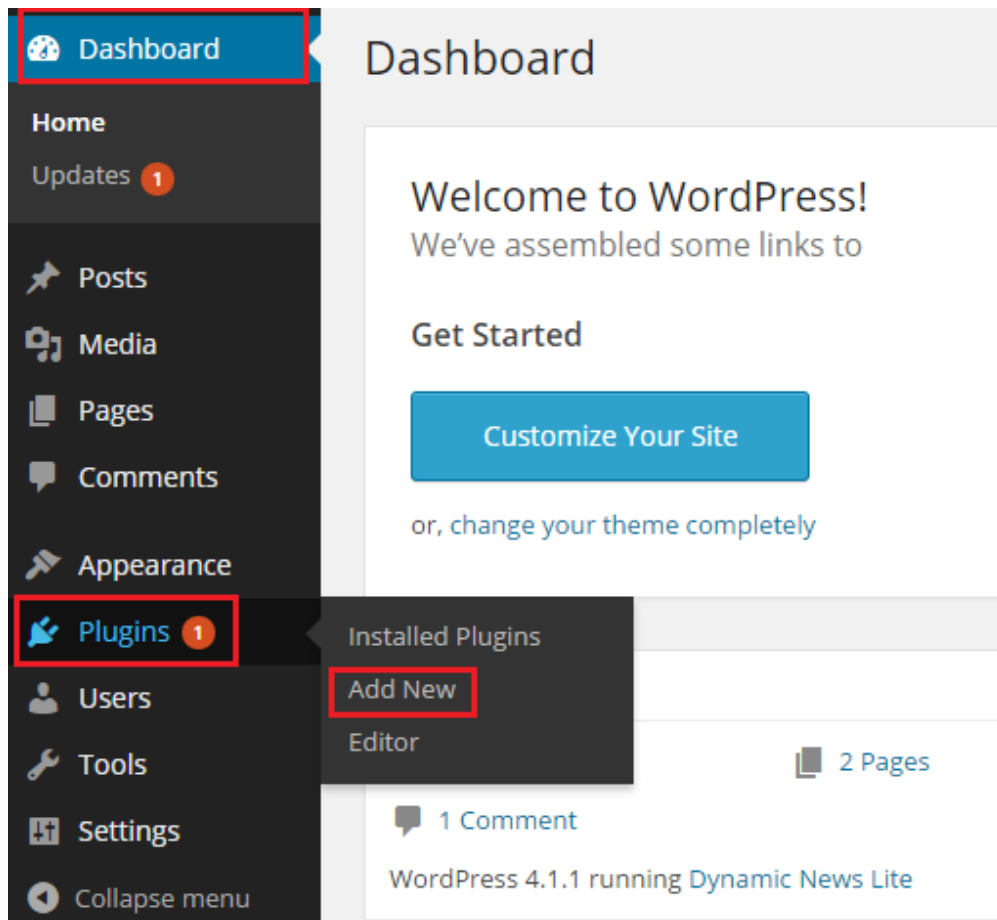 Dashboard
Home
Updates 1
Posts
Media
Pages
Comments
Appearance
Plugins 1
Users
Tools
Settings
Collapse menu
Installed Plugins
Add New
Editor
Dashboard
Welcome to WordPress!
We've assembled some links to
Get Started
Customize Your Site
or, change your theme completely
2 Pages
1 Comment
WordPress 4.1.1 running Dynamic News Lite